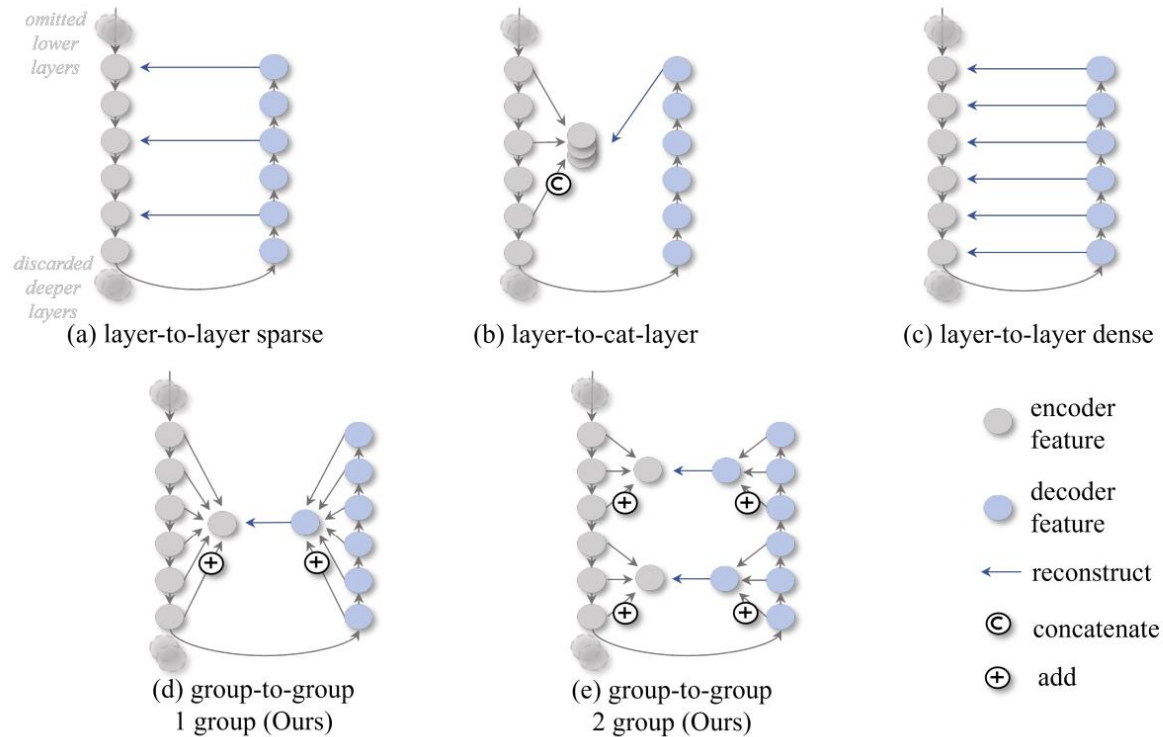 omitted
lower
layers
discarded
deeper
layers
C
(a) layer-to-layer sparse
(b) layer-to-cat-layer
(c) layer-to-layer dense
(d) group-to-group
1 group (Ours)
(e) group-to-group
2 group (Ours)
encoder
feature
decoder
feature
reconstruct
C concatenate
+ add